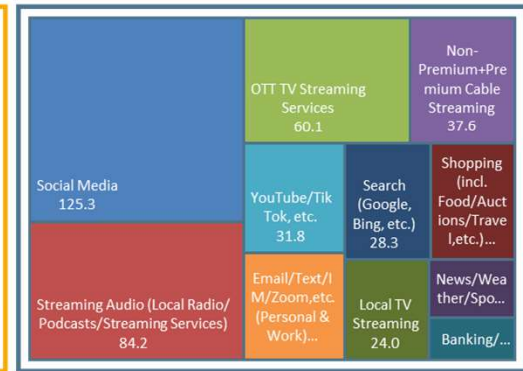 Social Media
125.3
Streaming Audio (Local Radio/
Podcasts/Streaming Services)
84.2
OTT TV Streaming
Services
60.1
Non-
Premium+Pre
mium Cable
Streaming
37.6
YouTube/Tik
Tok, etc.
31.8
Search
(Google,
Bing, etc.)
28.3
Shopping
(incl.
Food/Auct
ions/Trave
l,etc.)...
Email/Text/I
M/Zoom,etc.
(Personal &
Work)...
Local TV
Streaming
24.0
News/Wea
ther/Spo...
Banking/...